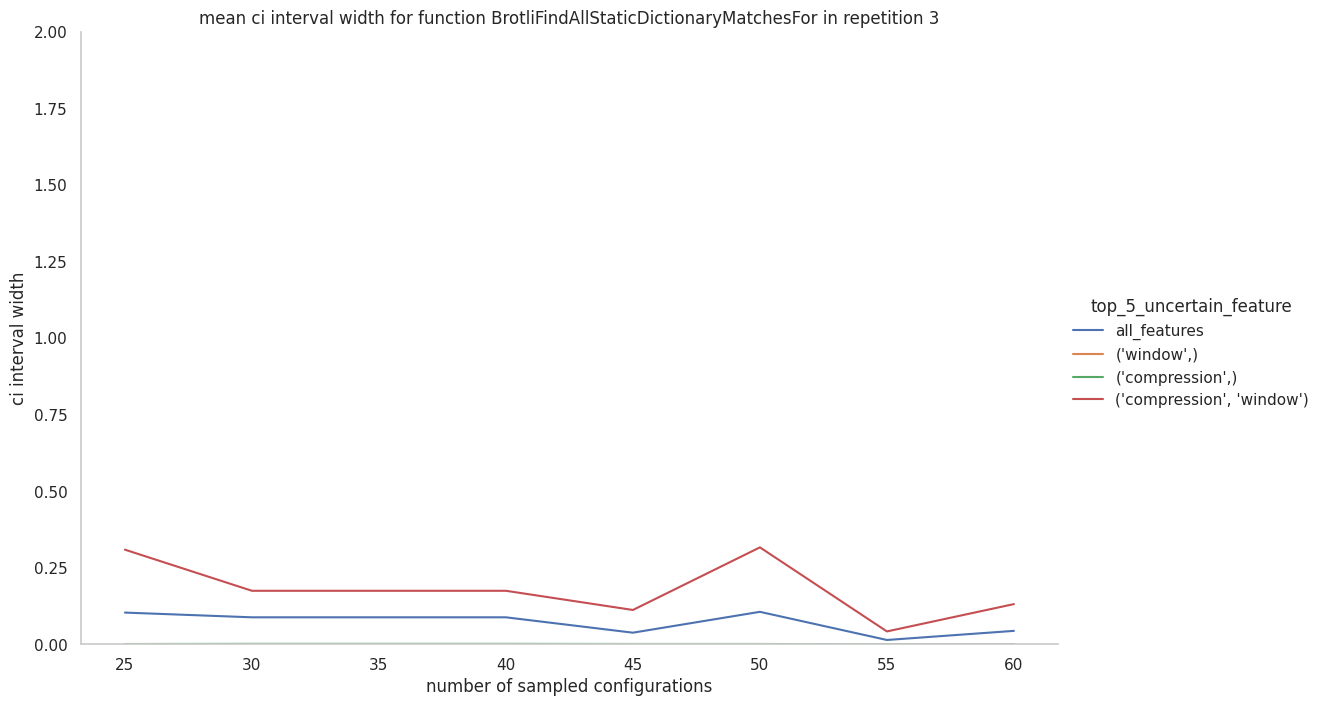 mean ci interval width for function BrotliFindAllStaticDictionaryMatchesFor in repetition 3
2.00
1.75
1.50
1.25
1.00
0.75
0.50
0.25
0.00
ci interval width
25 30 35 40 45 50 55 60
number of sampled configurations
top_5_uncertain_feature
all_features
('window',)
('compression',)
('compression', 'window')